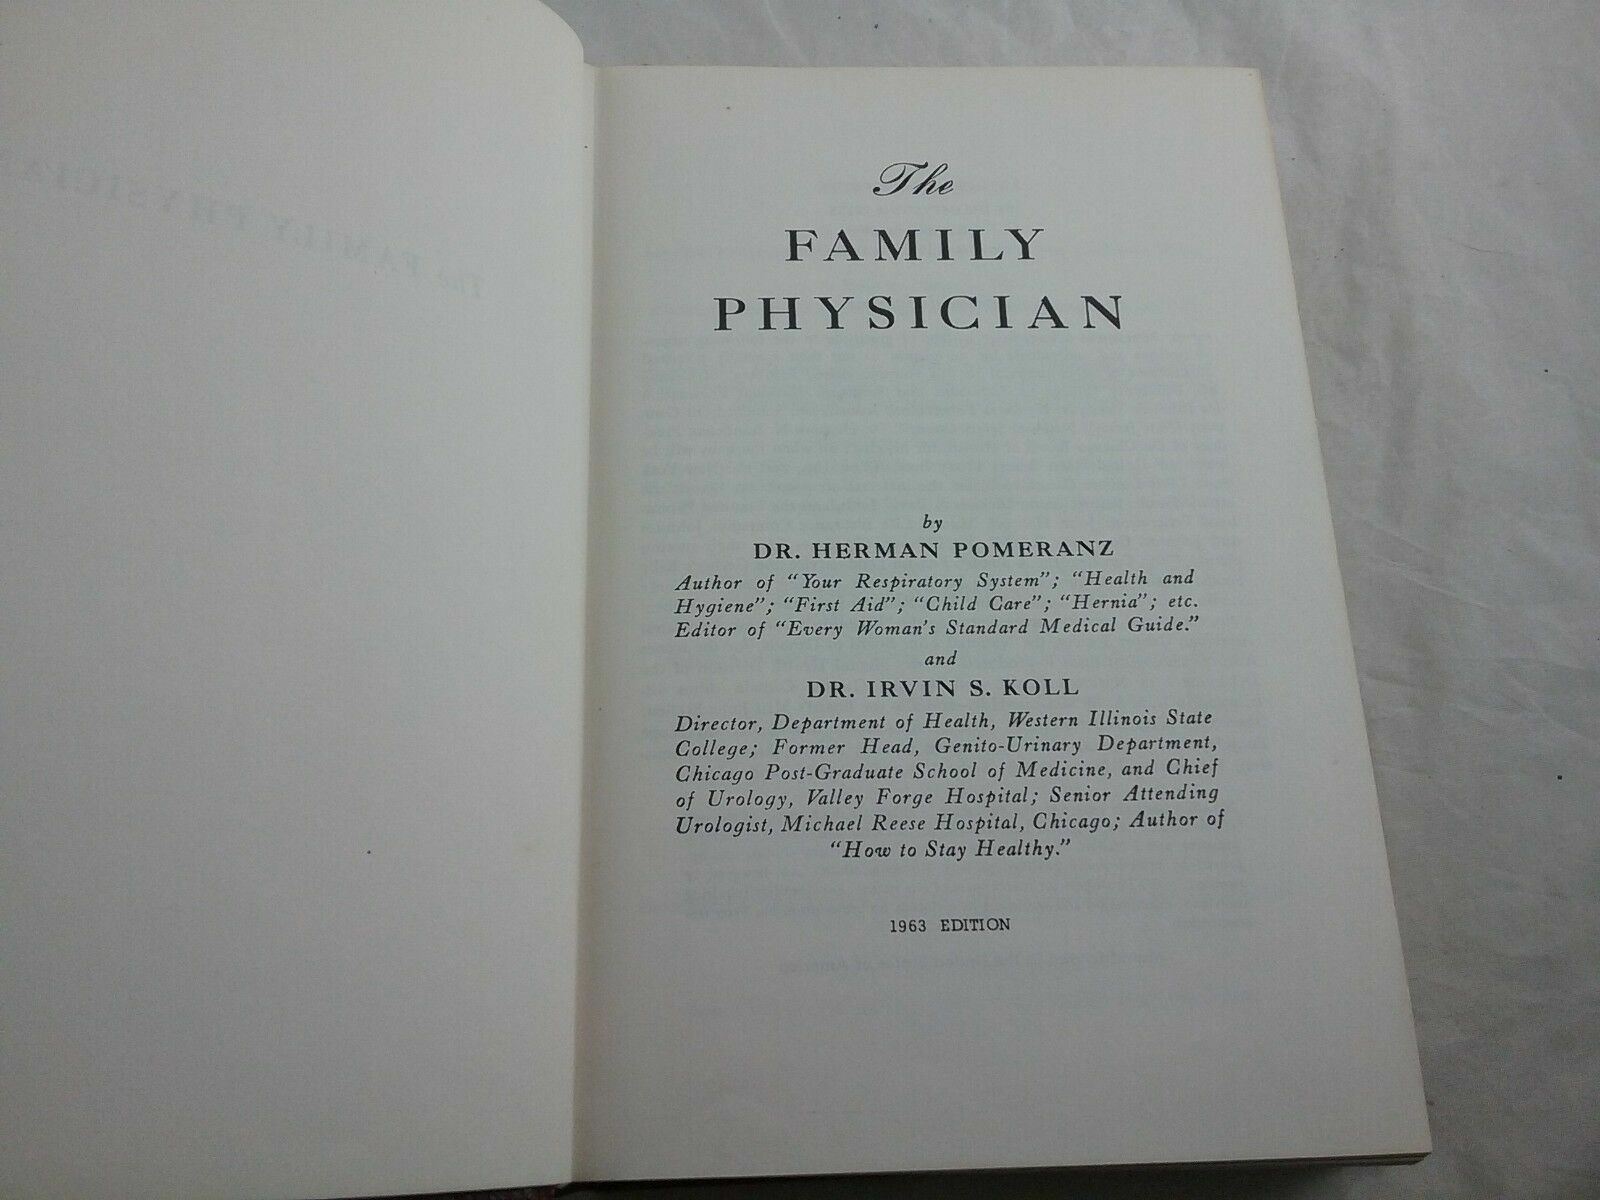 The
FAMILY
PHYSICIAN
by
DR. HERMAN POMERANZ
Author of "Your Respiratory System"; "Health and
Hygiene"; "First Aid"; "Child Care"; "Hernia"; etc.
Editor of "Every Woman's Standard Medical Guide."
and
DR. IRVIN S. KOLL
Director, Department of Health, Western Illinois State
College; Former Head, Genito-Urinary Department,
Chicago Post-Graduate School of Medicine, and Chief
of Urology, Valley Forge Hospital; Senior Attending
Urologist, Michael Reese Hospital, Chicago; Author of
"How to Stay Healthy."
1963 EDITION